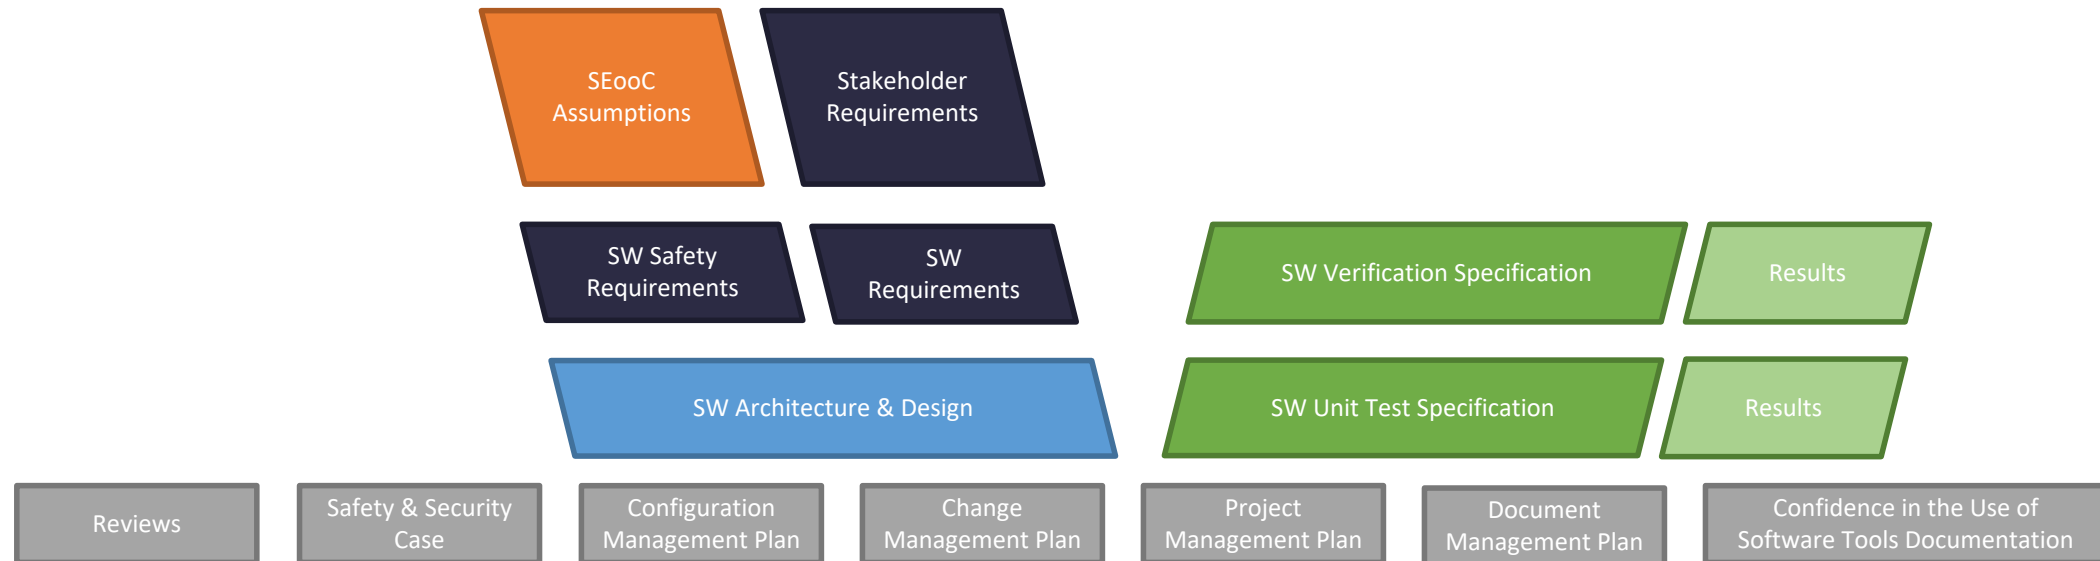 SEooC
Assumptions
Stakeholder
Requirements
SW Safety
Requirements
SW
Requirements
SW Verification Specification
Results
SW Architecture & Design
SW Unit Test Specification
Results
Reviews
Safety & Security
Case
Configuration
Management Plan
Change
Management Plan
Project
Management Plan
Document
Management Plan
Confidence in the Use of
Software Tools Documentation